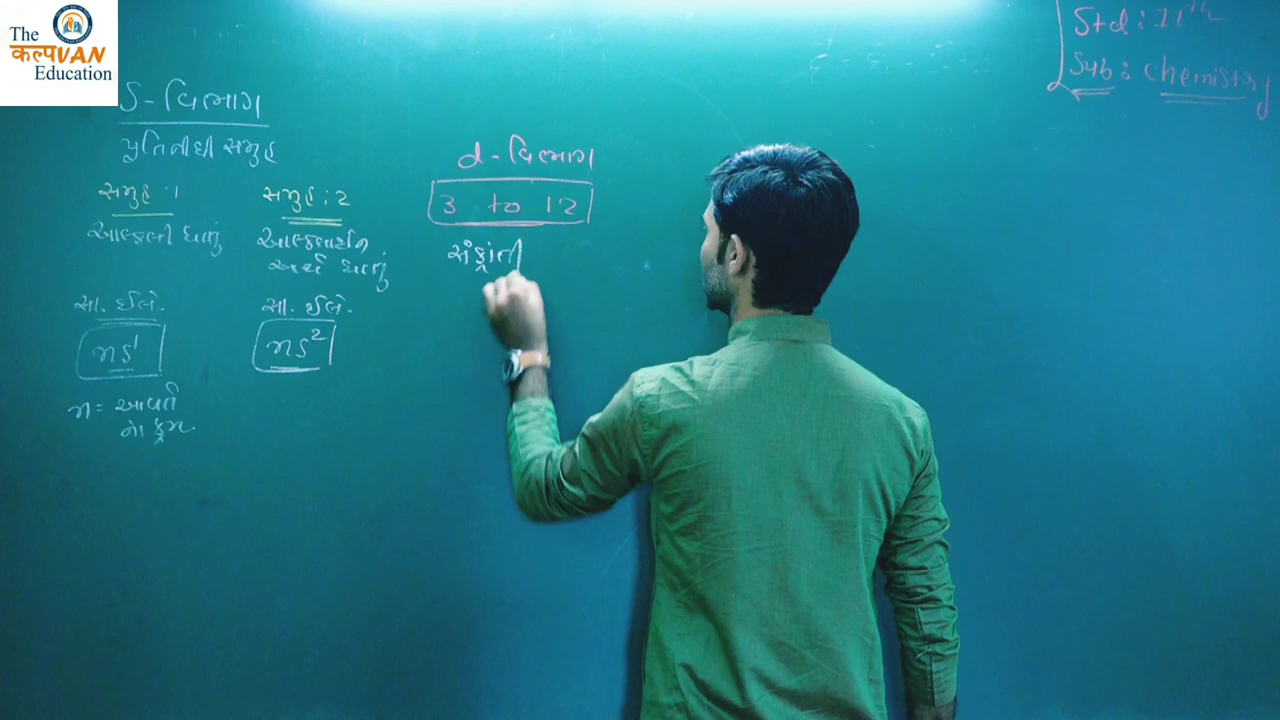 The
कल्पVAN
Education
Std : 11th
Sub : chemistry
S - વિભાગ
પ્રતિનીધી સમુહ
સમુહ : 1
આલ્કલી ધાતું
સા. ઈલે.
ns¹
n = આવર્ત
નો ક્રમ
સમુહ : 2
આલ્કલાઈન
અર્થ ધાતું
સા. ઈલે.
ns²
d - વિભાગ
3 to 12
સંક્રાંતી